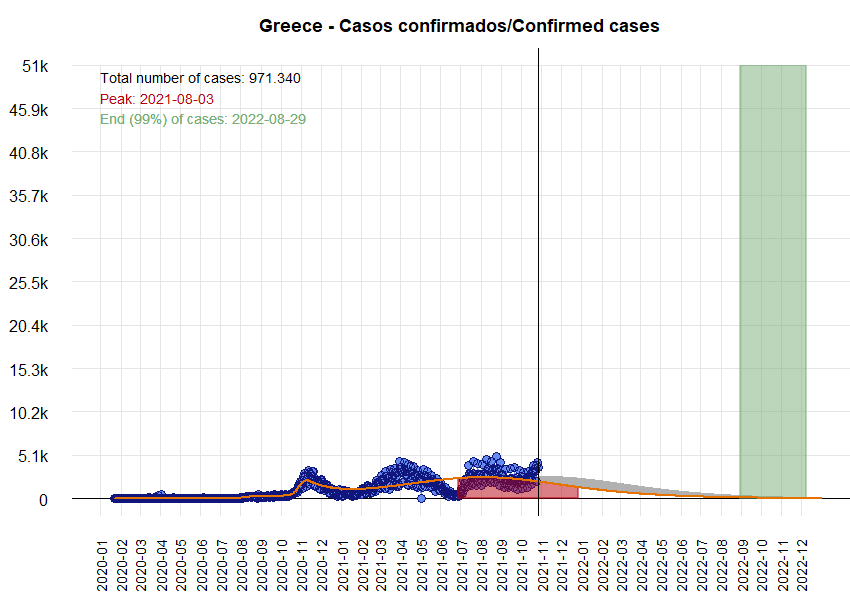 Greece - Casos confirmados/Confirmed cases
51k
Total number of cases: 971.340
Peak: 2021-08-03
End (99%) of cases: 2022-08-29
45.9k
40.8k
35.7k
30.6k
25.5k
20.4k
15.3k
10.2k
5.1k
0
2020-01
2020-02
2020-03
2020-04
2020-05
2020-06
2020-07
2020-08
2020-09
2020-10
2020-11
2020-12
2021-01
2021-02
2021-03
2021-04
2021-05
2021-06
2021-07
2021-08
2021-09
2021-10
2021-11
2021-12
2022-01
2022-02
2022-03
2022-04
2022-05
2022-06
2022-07
2022-08
2022-09
2022-10
2022-11
2022-12